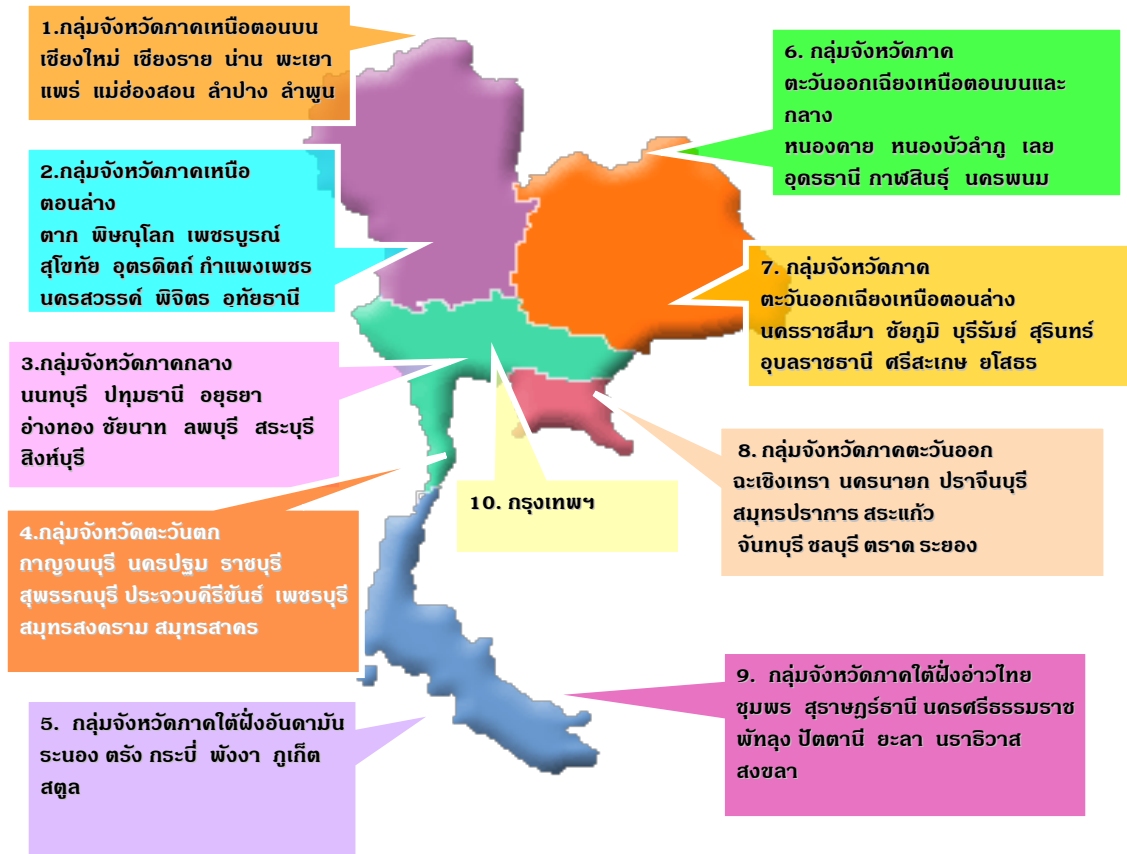 1.กลุ่มจังหวัดภาคเหนือตอนบน
เชียงใหม่ เชียงราย น่าน พะเยา
แพร่ แม่ฮ่องสอน ลำปาง ลำพูน
2.กลุ่มจังหวัดภาคเหนือ
ตอนล่าง
ตาก พิษณุโลก เพชรบูรณ์
สุโขทัย อุตรดิตถ์ กำแพงเพชร
นครสวรรค์ พิจิตร อุทัยธานี
3.กลุ่มจังหวัดภาคกลาง
นนทบุรี ปทุมธานี อยุธยา
อ่างทอง ชัยนาท ลพบุรี สระบุรี
สิงห์บุรี
4.กลุ่มจังหวัดตะวันตก
กาญจนบุรี นครปฐม ราชบุรี
สุพรรณบุรี ประจวบคีรีขันธ์ เพชรบุรี
สมุทรสงคราม สมุทรสาคร
5. กลุ่มจังหวัดภาคใต้ฝั่งอันดามัน
ระนอง ตรัง กระบี่ พังงา ภูเก็ต
สตูล
6. กลุ่มจังหวัดภาค
ตะวันออกเฉียงเหนือตอนบนและ
กลาง
หนองคาย หนองบัวลำภู เลย
อุดรธานี กาฬสินธุ์ นครพนม
7. กลุ่มจังหวัดภาค
ตะวันออกเฉียงเหนือตอนล่าง
นครราชสีมา ชัยภูมิ บุรีรัมย์ สุรินทร์
อุบลราชธานี ศรีสะเกษ ยโสธร
8. กลุ่มจังหวัดภาคตะวันออก
ฉะเชิงเทรา นครนายก ปราจีนบุรี
สมุทรปราการ สระแก้ว
จันทบุรี ชลบุรี ตราด ระยอง
9. กลุ่มจังหวัดภาคใต้ฝั่งอ่าวไทย
ชุมพร สุราษฏร์ธานี นครศรีธรรมราช
พัทลุง ปัตตานี ยะลา นราธิวาส
สงขลา
10. กรุงเทพฯ